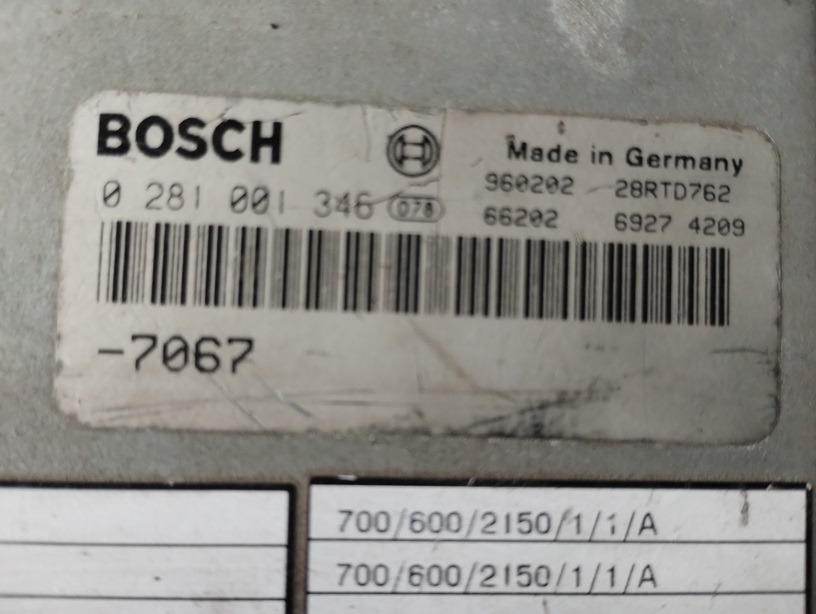 BOSCH
Made in Germany
0 281 001 346 078
960202 28RTD762
66202 6927 4209
-7067
700/600/2150/1/1/A
700/600/2150/1/1/A